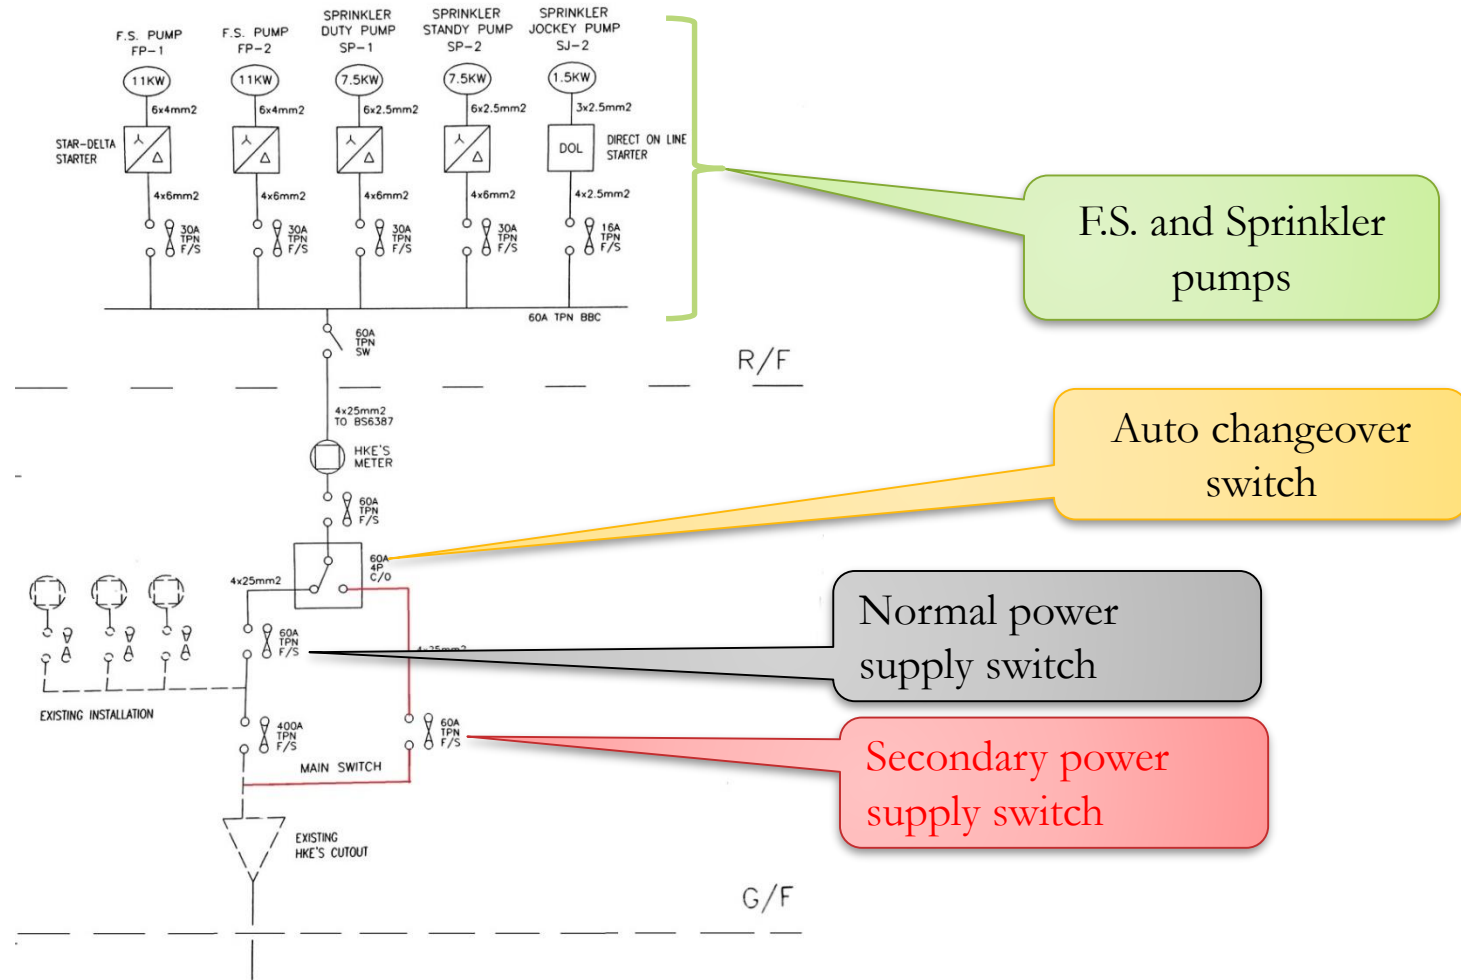 F.S. PUMP
FP-1
F.S. PUMP
FP-2
SPRINKLER
DUTY PUMP
SP-1
SPRINKLER
STANDY PUMP
SP-2
SPRINKLER
JOCKEY PUMP
SJ-2
11KW
11KW
7.5KW
7.5KW
1.5KW
6x4mm2
6x4mm2
6x2.5mm2
6x2.5mm2
3x2.5mm2
STAR-DELTA
STARTER
DOL
DIRECT ON LINE
STARTER
4x6mm2
4x6mm2
4x6mm2
4x6mm2
4x2.5mm2
30A
TPN
F/S
30A
TPN
F/S
30A
TPN
F/S
30A
TPN
F/S
16A
TPN
F/S
60A TPN BBC
F.S. and Sprinkler
pumps
60A
TPN
SW
R/F
4x25mm2
TO BS6387
HKE'S
METER
Auto changeover
switch
60A
TPN
F/S
60A
4P
C/O
4x25mm2
60A
TPN
F/S
4x25mm2
Normal power
supply switch
EXISTING INSTALLATION
400A
TPN
F/S
60A
TPN
F/S
MAIN SWITCH
Secondary power
supply switch
EXISTING
HKE'S CUTOUT
G/F